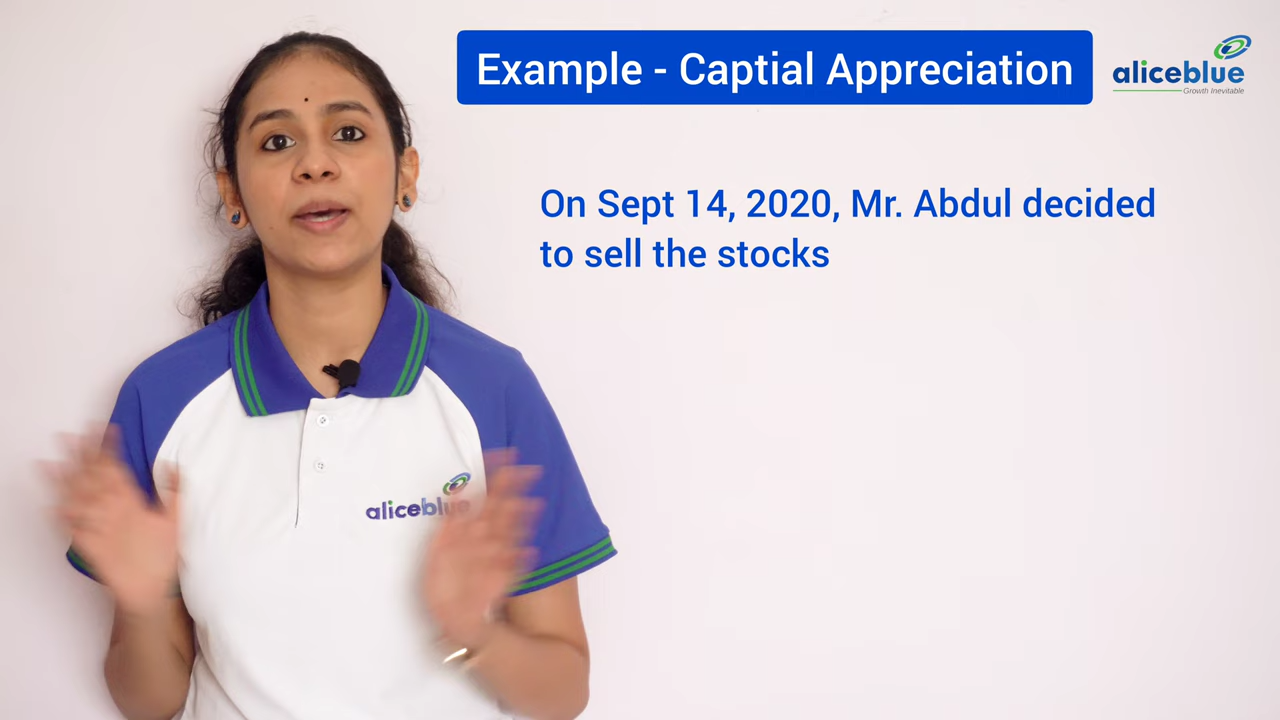 Example - Captial Appreciation
aliceblue
Growth Inevitable
On Sept 14, 2020, Mr. Abdul decided
to sell the stocks
aliceblue